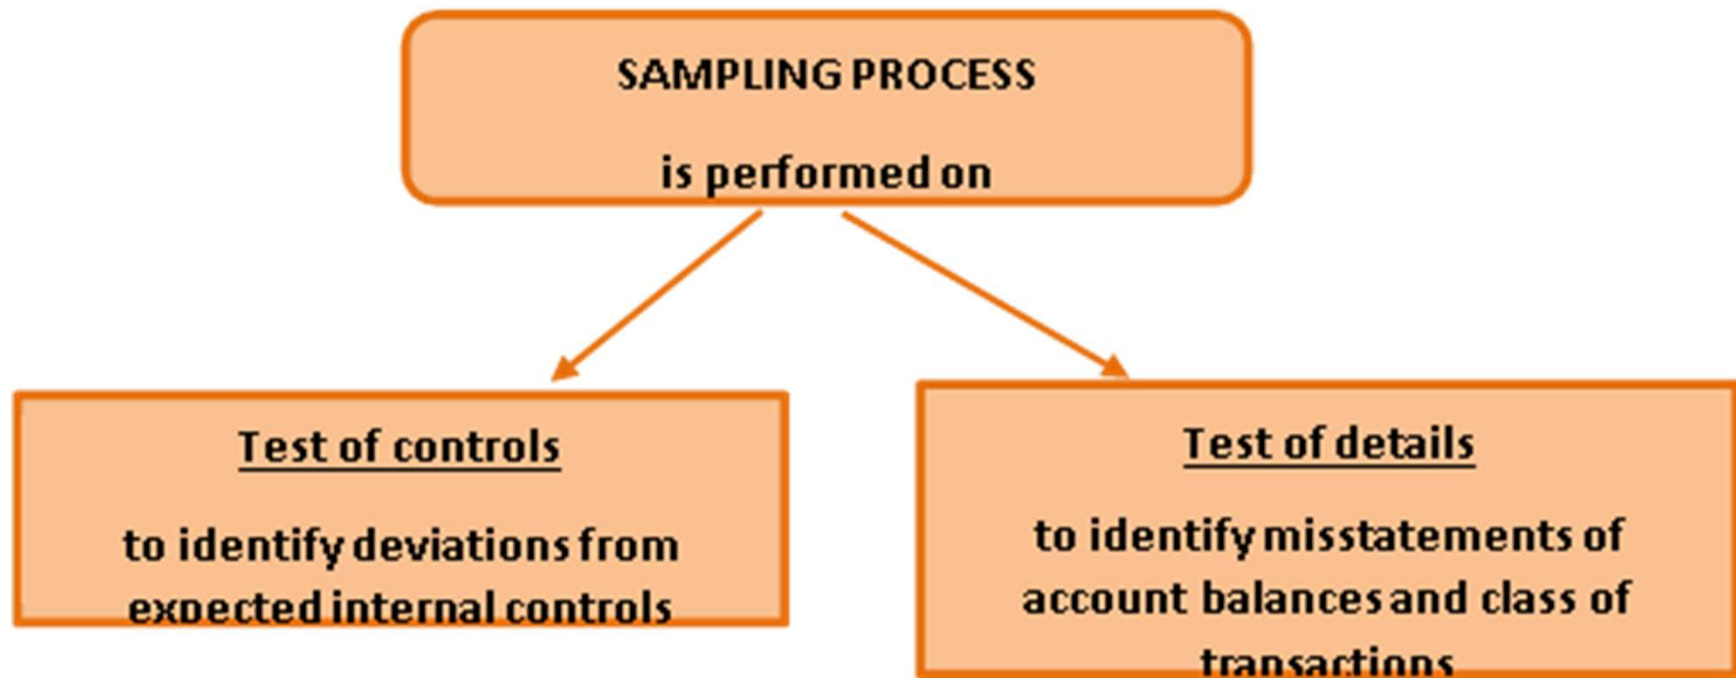 SAMPLING PROCESS
is performed on
Test of controls
to identify deviations from
expected internal controls
Test of details
to identify misstatements of
account balances and class of
transactions